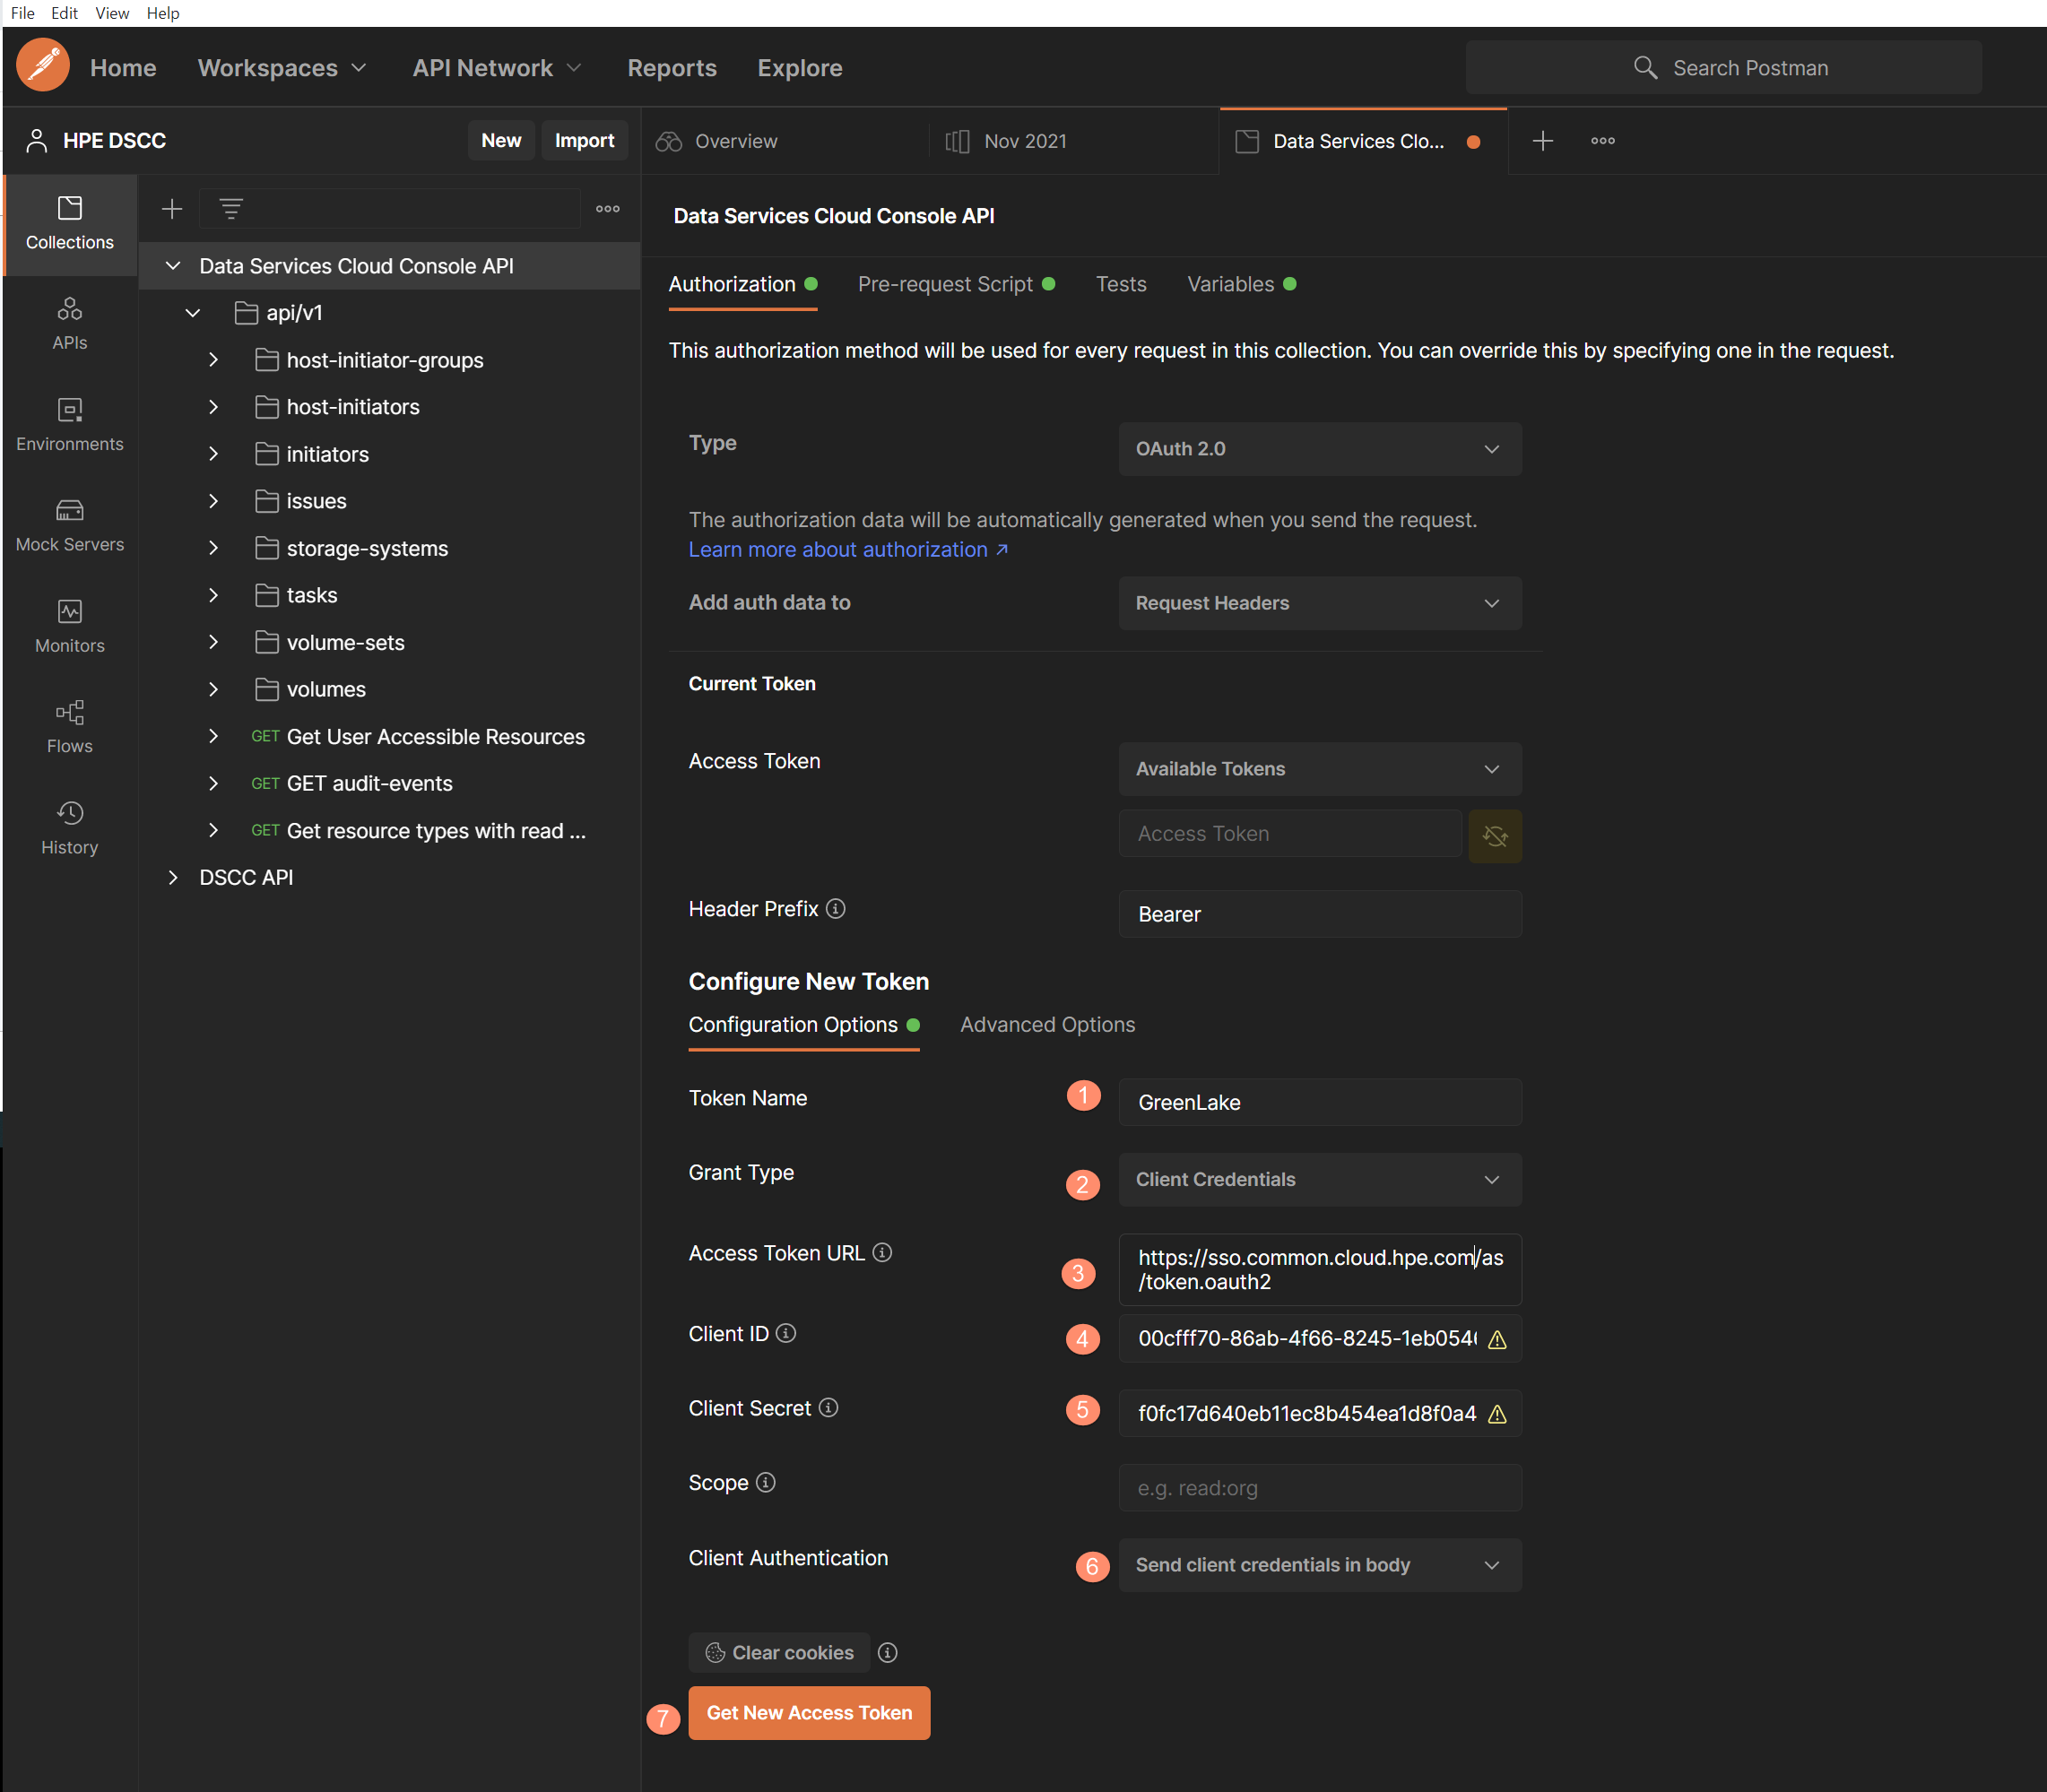 File Edit View Help
Home Workspaces API Network Reports Explore Search Postman
HPE DSCC New Import Overview Nov 2021 Data Services Clo...
Collections
APIs
Environments
Mock Servers
Monitors
Flows
History
Data Services Cloud Console API
api/v1
host-initiator-groups
host-initiators
initiators
issues
storage-systems
tasks
volume-sets
volumes
GET Get User Accessible Resources
GET GET audit-events
GET Get resource types with read ...
DSCC API
Data Services Cloud Console API
Authorization Pre-request Script Tests Variables
This authorization method will be used for every request in this collection. You can override this by specifying one in the request.
Type OAuth 2.0
The authorization data will be automatically generated when you send the request.
Learn more about authorization ↗
Add auth data to Request Headers
Current Token
Access Token Available Tokens
Access Token
Header Prefix Bearer
Configure New Token
Configuration Options Advanced Options
Token Name 1 GreenLake
Grant Type 2 Client Credentials
Access Token URL 3 https://sso.common.cloud.hpe.com/as
/token.oauth2
Client ID 4 00cfff70-86ab-4f66-8245-1eb054
Client Secret 5 f0fc17d640eb11ec8b454ea1d8f0a4
Scope e.g. read:org
Client Authentication 6 Send client credentials in body
Clear cookies
7 Get New Access Token